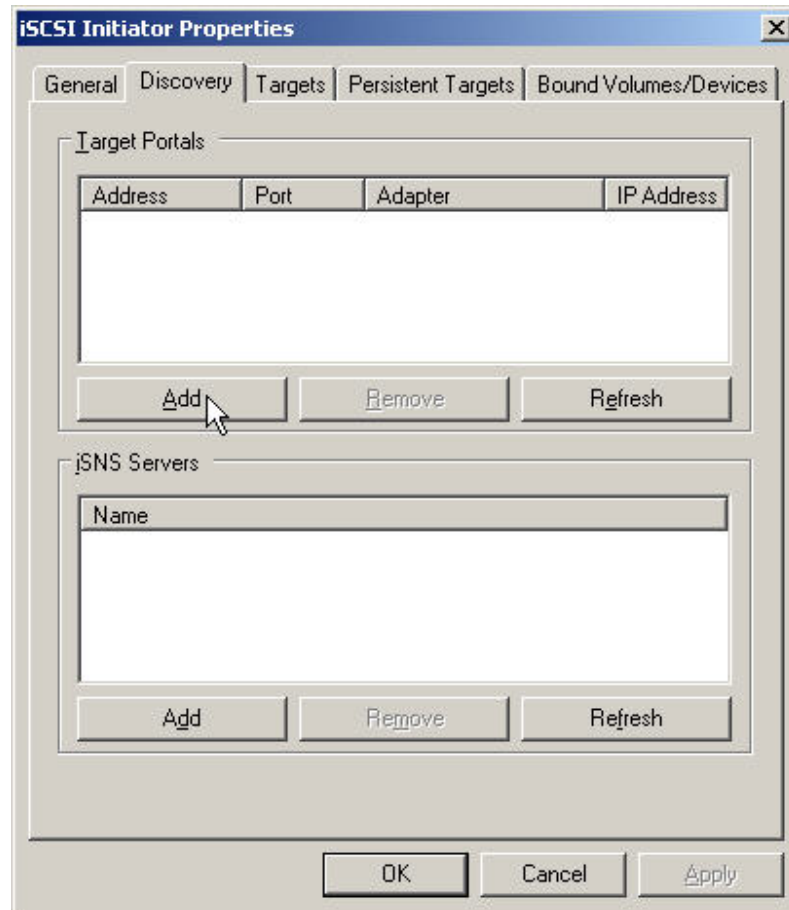 iSCSI Initiator Properties
General Discovery Targets Persistent Targets Bound Volumes/Devices
Target Portals
Address Port Adapter IP Address
Add Remove Refresh
iSNS Servers
Name
Add Remove Refresh
OK Cancel Apply